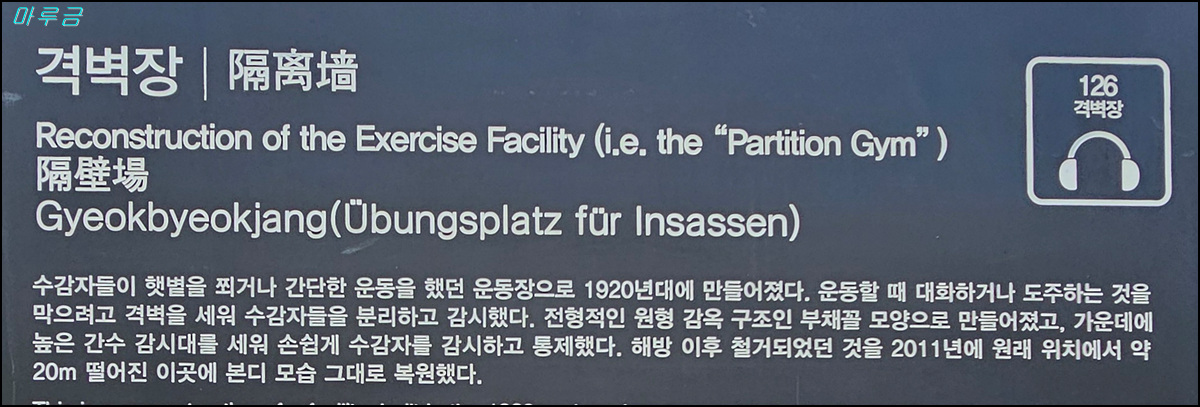 마루금
격벽장 | 隔离墙
126
격벽장
Reconstruction of the Exercise Facility (i.e. the “Partition Gym”)
隔壁場
Gyeokbyeokjang(Übungsplatz für Insassen)
수감자들이 햇볕을 쬐거나 간단한 운동을 했던 운동장으로 1920년대에 만들어졌다. 운동할 때 대화하거나 도주하는 것을
막으려고 격벽을 세워 수감자들을 분리하고 감시했다. 전형적인 원형 감옥 구조인 부채꼴 모양으로 만들어졌고, 가운데에
높은 간수 감시대를 세워 손쉽게 수감자를 감시하고 통제했다. 해방 이후 철거되었던 것을 2011년에 원래 위치에서 약
20m 떨어진 이곳에 본디 모습 그대로 복원했다.